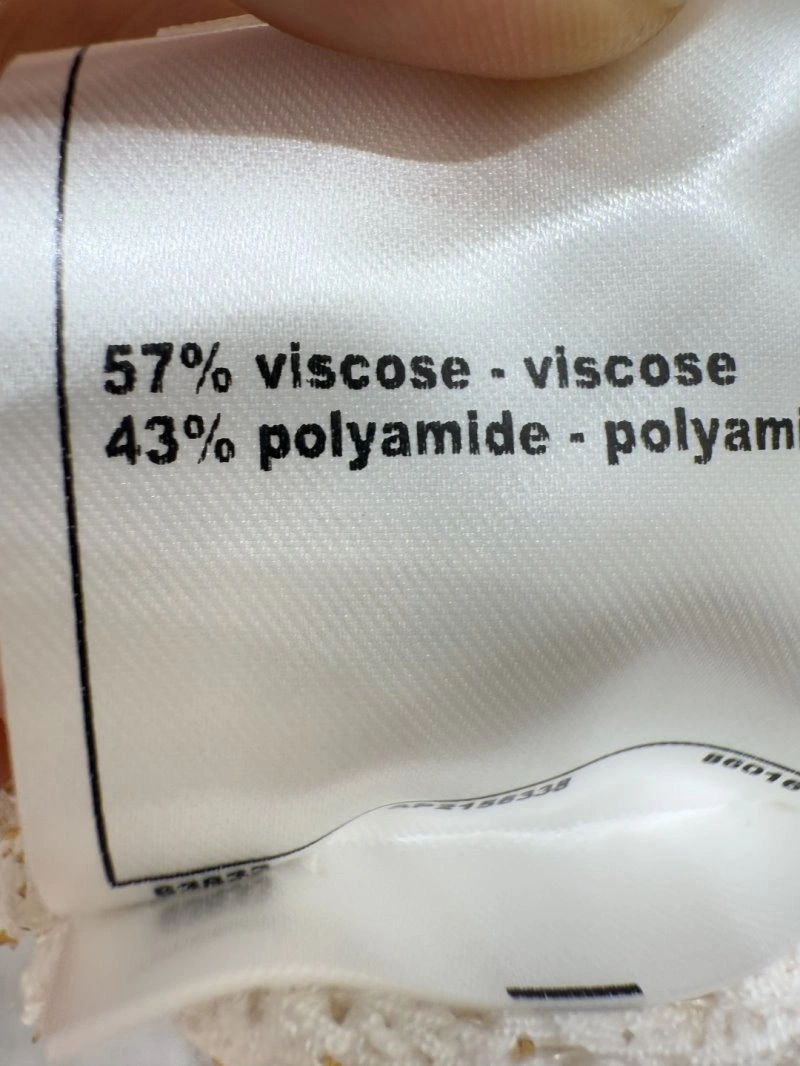 57% viscose - viscose
43% polyamide - polyami